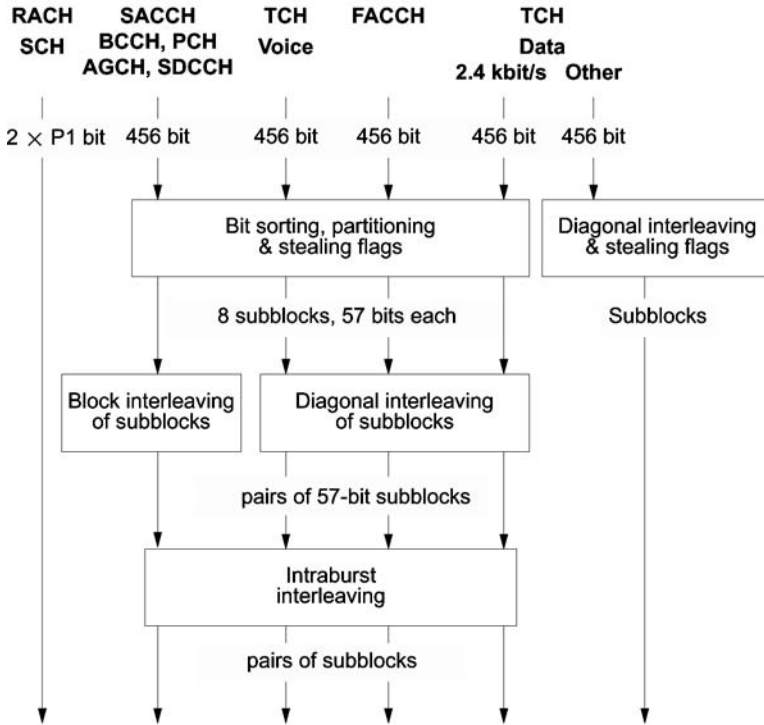 RACH SACCH TCH FACCH TCH
SCH BCCH, PCH Voice Data
AGCH, SDCCH 2.4 kbit/s Other
2 × P1 bit 456 bit 456 bit 456 bit 456 bit 456 bit
Bit sorting, partitioning Diagonal interleaving
& stealing flags & stealing flags
8 subblocks, 57 bits each Subblocks
Block interleaving Diagonal interleaving
of subblocks of subblocks
pairs of 57-bit subblocks
Intraburst
interleaving
pairs of subblocks